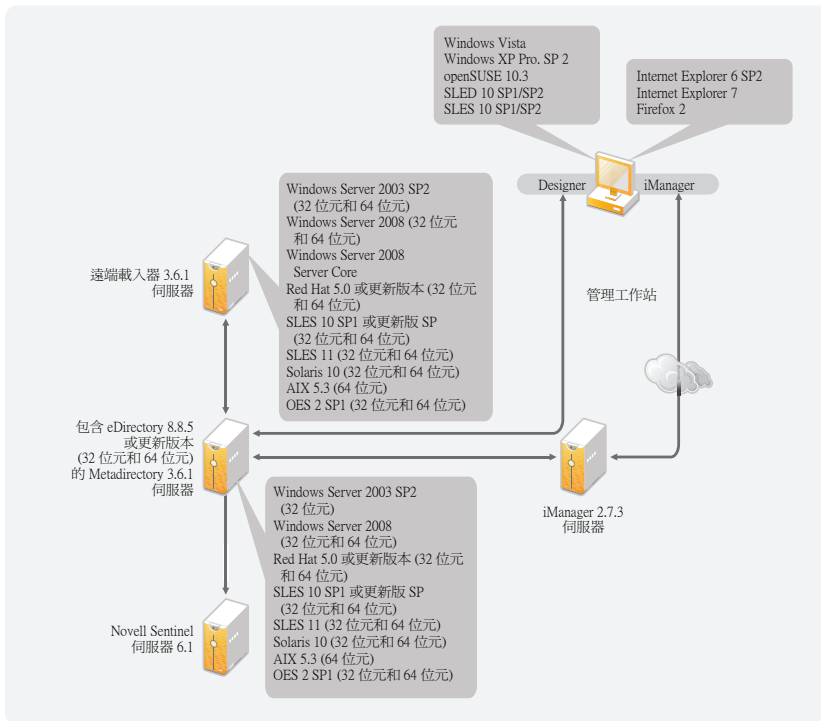 Windows Vista
Windows XP Pro. SP 2
openSUSE 10.3
SLED 10 SP1/SP2
SLES 10 SP1/SP2
Internet Explorer 6 SP2
Internet Explorer 7
Firefox 2
Designer
iManager
管理工作站
Windows Server 2003 SP2
(32 位元和 64 位元)
Windows Server 2008 (32 位元
和 64 位元)
Windows Server 2008
Server Core
Red Hat 5.0 或更新版本 (32 位元
和 64 位元)
SLES 10 SP1 或更新版 SP
(32 位元和 64 位元)
SLES 11 (32 位元和 64 位元)
Solaris 10 (32 位元和 64 位元)
AIX 5.3 (64 位元)
OES 2 SP1 (32 位元和 64 位元)
遠端載入器 3.6.1
伺服器
包含 eDirectory 8.8.5
或更新版本
(32 位元和 64 位元)
的 Metadirectory 3.6.1
伺服器
iManager 2.7.3
伺服器
Windows Server 2003 SP2
(32 位元)
Windows Server 2008
(32 位元和 64 位元)
Red Hat 5.0 或更新版本 (32 位元
和 64 位元)
SLES 10 SP1 或更新版 SP
(32 位元和 64 位元)
SLES 11 (32 位元和 64 位元)
Solaris 10 (32 位元和 64 位元)
AIX 5.3 (64 位元)
OES 2 SP1 (32 位元和 64 位元)
Novell Sentinel
伺服器 6.1